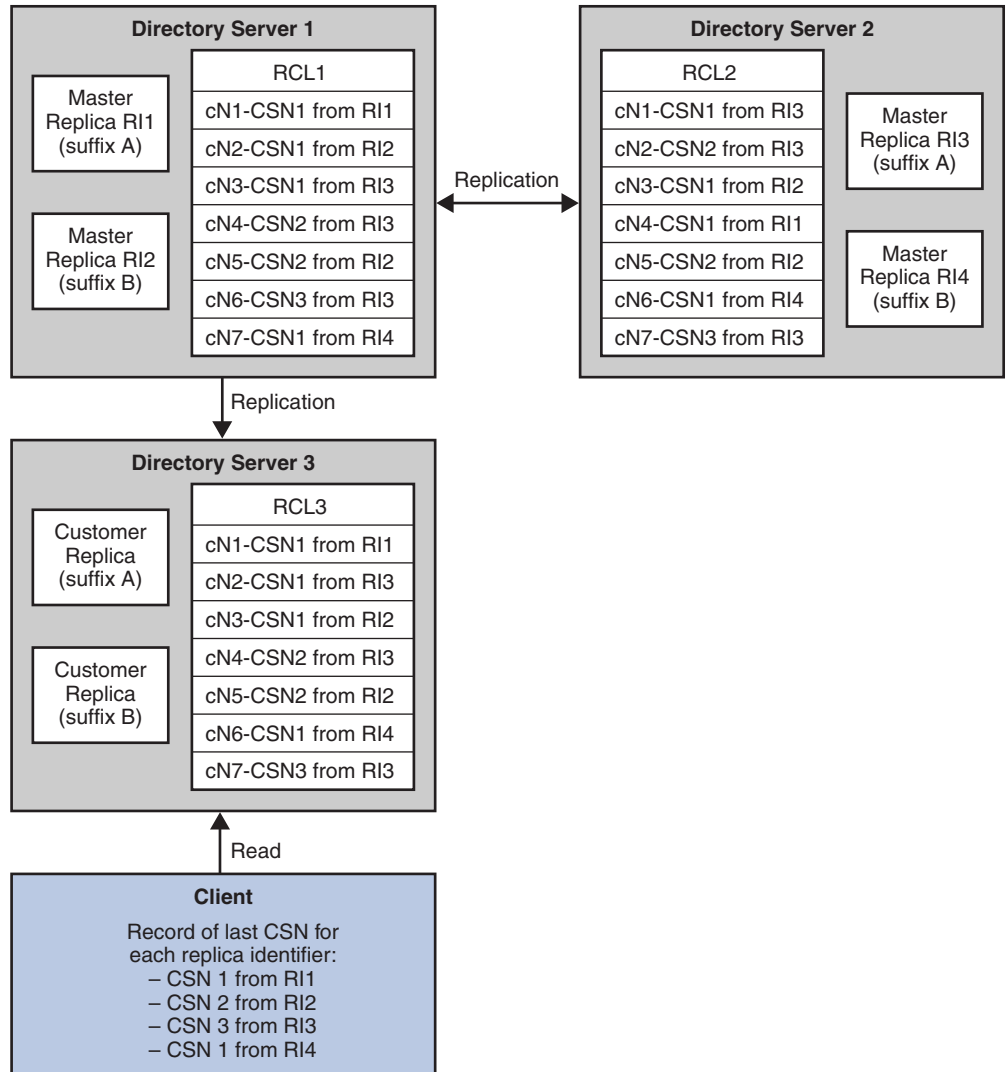 Directory Server 1
Master
Replica RI1
(suffix A)
Master
Replica RI2
(suffix B)
RCL1
cN1-CSN1 from RI1
cN2-CSN1 from RI2
cN3-CSN1 from RI3
cN4-CSN2 from RI3
cN5-CSN2 from RI2
cN6-CSN3 from RI3
cN7-CSN1 from RI4
Replication
Directory Server 2
RCL2
cN1-CSN1 from RI3
cN2-CSN2 from RI3
cN3-CSN1 from RI2
cN4-CSN1 from RI1
cN5-CSN2 from RI2
cN6-CSN1 from RI4
cN7-CSN3 from RI3
Master
Replica RI3
(suffix A)
Master
Replica RI4
(suffix B)
Replication
Directory Server 3
Customer
Replica
(suffix A)
Customer
Replica
(suffix B)
RCL3
cN1-CSN1 from RI1
cN2-CSN1 from RI3
cN3-CSN1 from RI2
cN4-CSN2 from RI3
cN5-CSN2 from RI2
cN6-CSN1 from RI4
cN7-CSN3 from RI3
Read
Client
Record of last CSN for
each replica identifier:
– CSN 1 from RI1
– CSN 2 from RI2
– CSN 3 from RI3
– CSN 1 from RI4